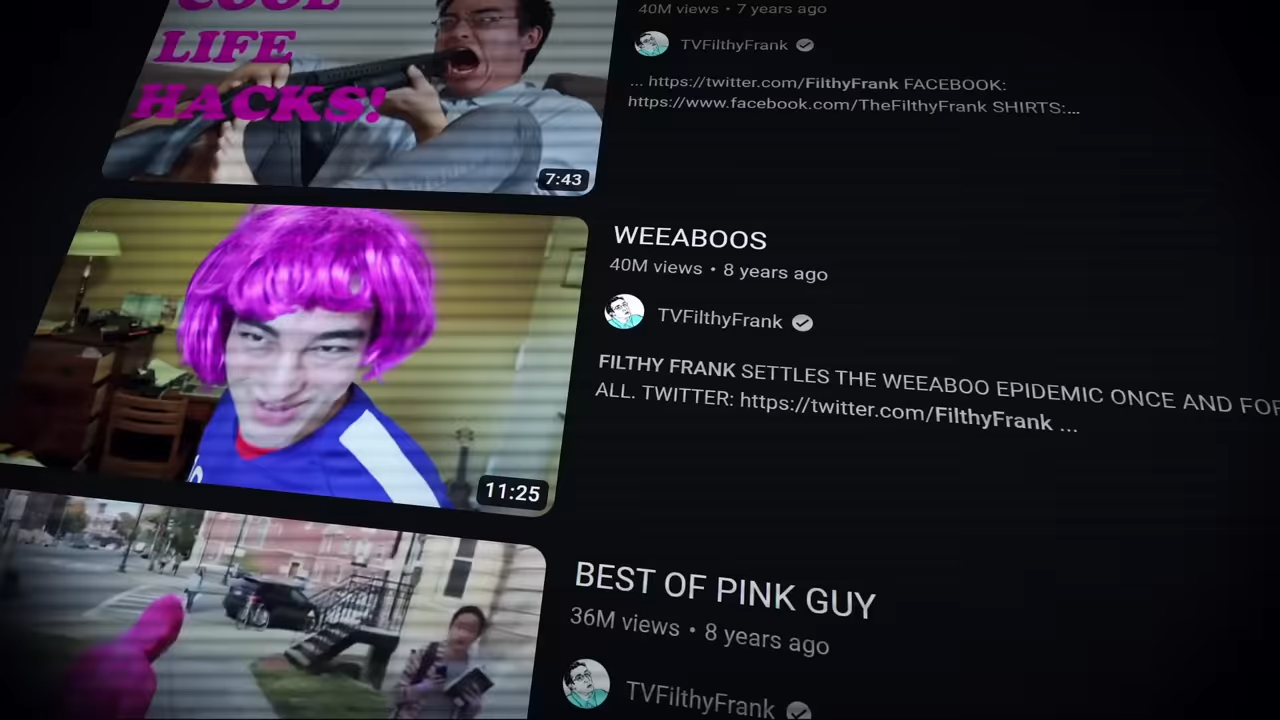 COOL
LIFE
HACKS!
7:43
40M views • 7 years ago
TVFilthyFrank
... https://twitter.com/FilthyFrank FACEBOOK:
https://www.facebook.com/TheFilthyFrank SHIRTS:...
11:25
WEEABOOS
40M views • 8 years ago
TVFilthyFrank
FILTHY FRANK SETTLES THE WEEABOO EPIDEMIC ONCE AND FOR
ALL. TWITTER: https://twitter.com/FilthyFrank ...
BEST OF PINK GUY
36M views • 8 years ago
TVFilthyFrank